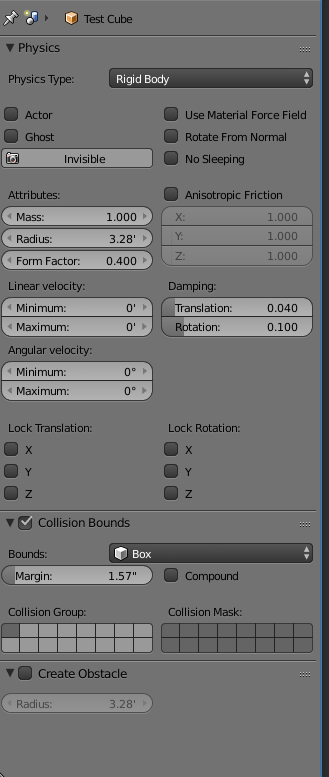 Test Cube
Physics
Physics Type: Rigid Body
Actor
Use Material Force Field
Ghost
Rotate From Normal
Invisible
No Sleeping
Attributes:
Anisotropic Friction
Mass: 1.000
X: 1.000
Radius: 3.28'
Y: 1.000
Form Factor: 0.400
Z: 1.000
Linear velocity:
Damping:
Minimum: 0'
Translation: 0.040
Maximum: 0'
Rotation: 0.100
Angular velocity:
Minimum: 0°
Maximum: 0°
Lock Translation:
Lock Rotation:
X
X
Y
Y
Z
Z
Collision Bounds
Bounds: Box
Margin: 1.57"
Compound
Collision Group:
Collision Mask:
Create Obstacle
Radius: 3.28'